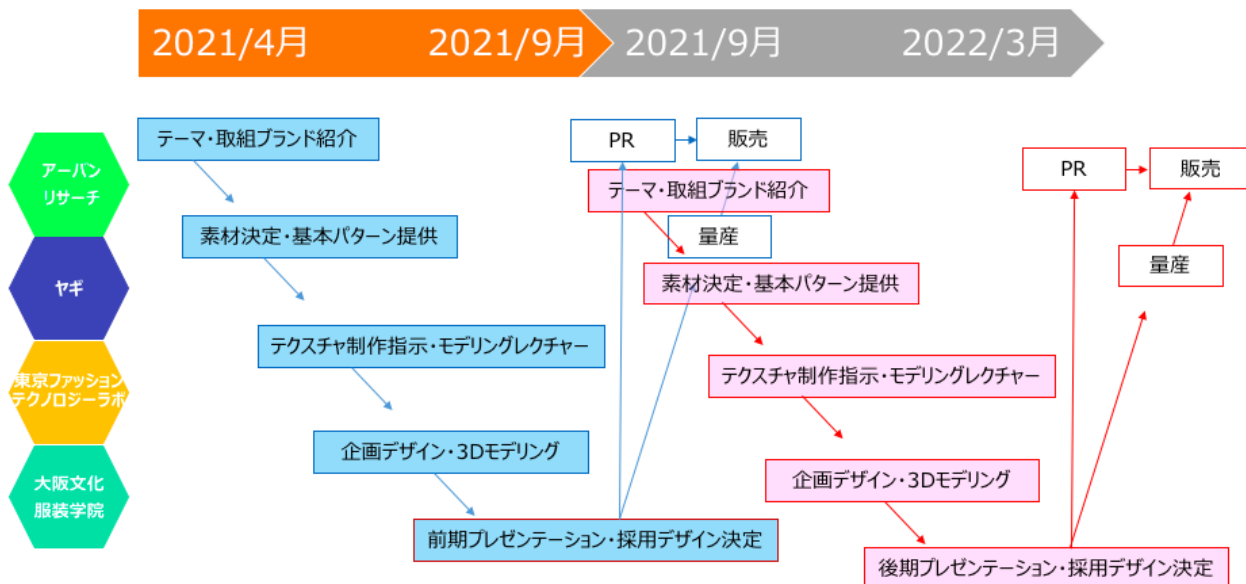 2021/4月
2021/9月
2021/9月
2022/3月
アーバン
リサーチ
ヤギ
東京ファッション
テクノロジーラボ
大阪文化
服装学院
テーマ・取組ブランド紹介
素材決定・基本パターン提供
テクスチャ制作指示・モデリングレクチャー
企画デザイン・3Dモデリング
前期プレゼンテーション・採用デザイン決定
PR
販売
量産
テーマ・取組ブランド紹介
素材決定・基本パターン提供
テクスチャ制作指示・モデリングレクチャー
企画デザイン・3Dモデリング
後期プレゼンテーション・採用デザイン決定
PR
販売
量産